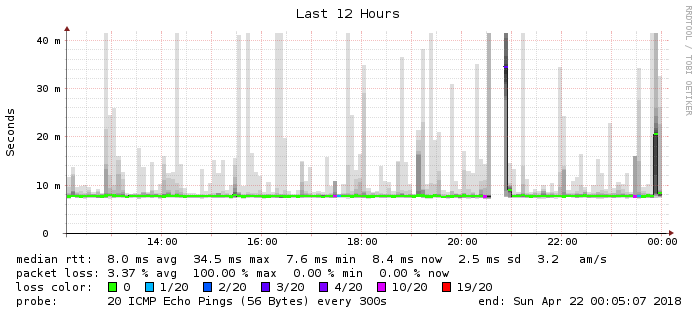 Last 12 Hours
RRDTOOL / TOBI OETIKER
Seconds
40 m
30 m
20 m
10 m
0
14:00 16:00 18:00 20:00 22:00 00:00
median rtt: 8.0 ms avg 34.5 ms max 7.6 ms min 8.4 ms now 2.5 ms sd 3.2 am/s
packet loss: 3.37 % avg 100.00 % max 0.00 % min 0.00 % now
loss color: 0 1/20 2/20 3/20 4/20 10/20 19/20
probe: 20 ICMP Echo Pings (56 Bytes) every 300s end: Sun Apr 22 00:05:07 2018